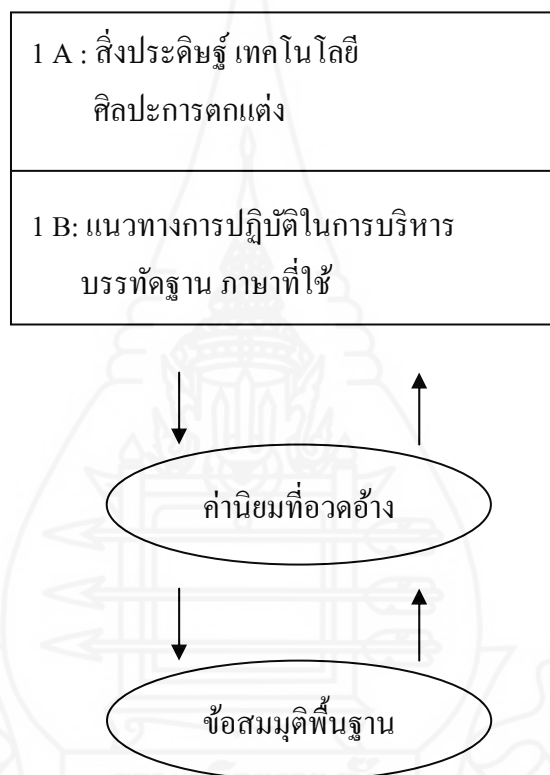 1 A : สิ่งประดิษฐ์ เทคโนโลยี
ศิลปะการตกแต่ง
1 B: แนวทางการปฏิบัติในการบริหาร
บรรทัดฐาน ภาษาที่ใช้
ค่านิยมที่อวดอ้าง
ข้อสมมุติพื้นฐาน